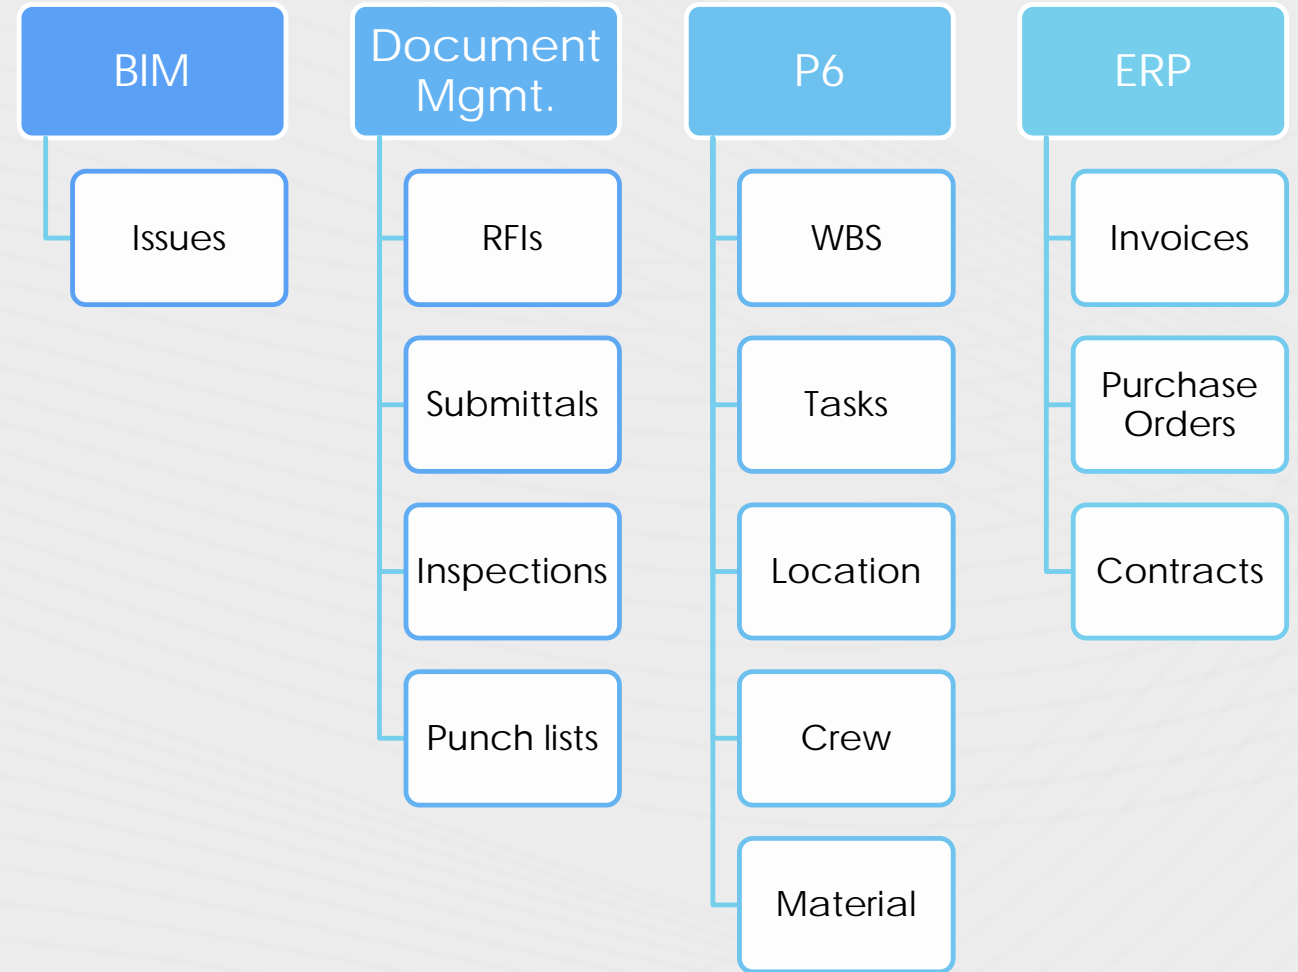 BIM
Issues
Document
Mgmt.
RFIs
Submittals
Inspections
Punch lists
P6
WBS
Tasks
Location
Crew
Material
ERP
Invoices
Purchase
Orders
Contracts